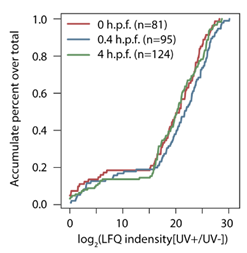 Accumulate percent over total
1.0
0.8
0.6
0.4
0.2
0.0
0 h.p.f. (n=81)
0.4 h.p.f. (n=95)
4 h.p.f. (n=124)
0 10 20 30
log2(LFQ indensity[UV+/UV-])